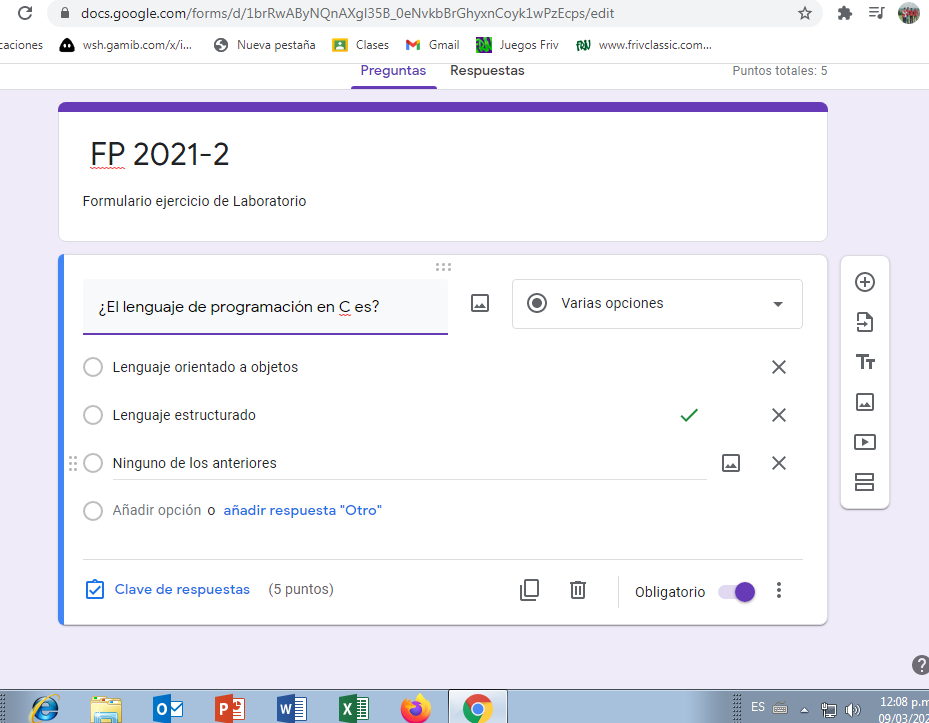 docs.google.com/forms/d/1brRwAByNQnAXgI35B_0eNvkbBrGhyxnCoyk1wPzEcps/edit
caciones wsh.gamib.com/x/i... Nueva pestaña Clases Gmail Juegos Friv www.frivclassic.com...
Preguntas Respuestas Puntos totales: 5
FP 2021-2
Formulario ejercicio de Laboratorio
¿El lenguaje de programación en C es? Varias opciones
Lenguaje orientado a objetos
Lenguaje estructurado
Ninguno de los anteriores
Añadir opción o añadir respuesta "Otro"
Clave de respuestas (5 puntos) Obligatorio
ES 12:08 p.m
09/03/202